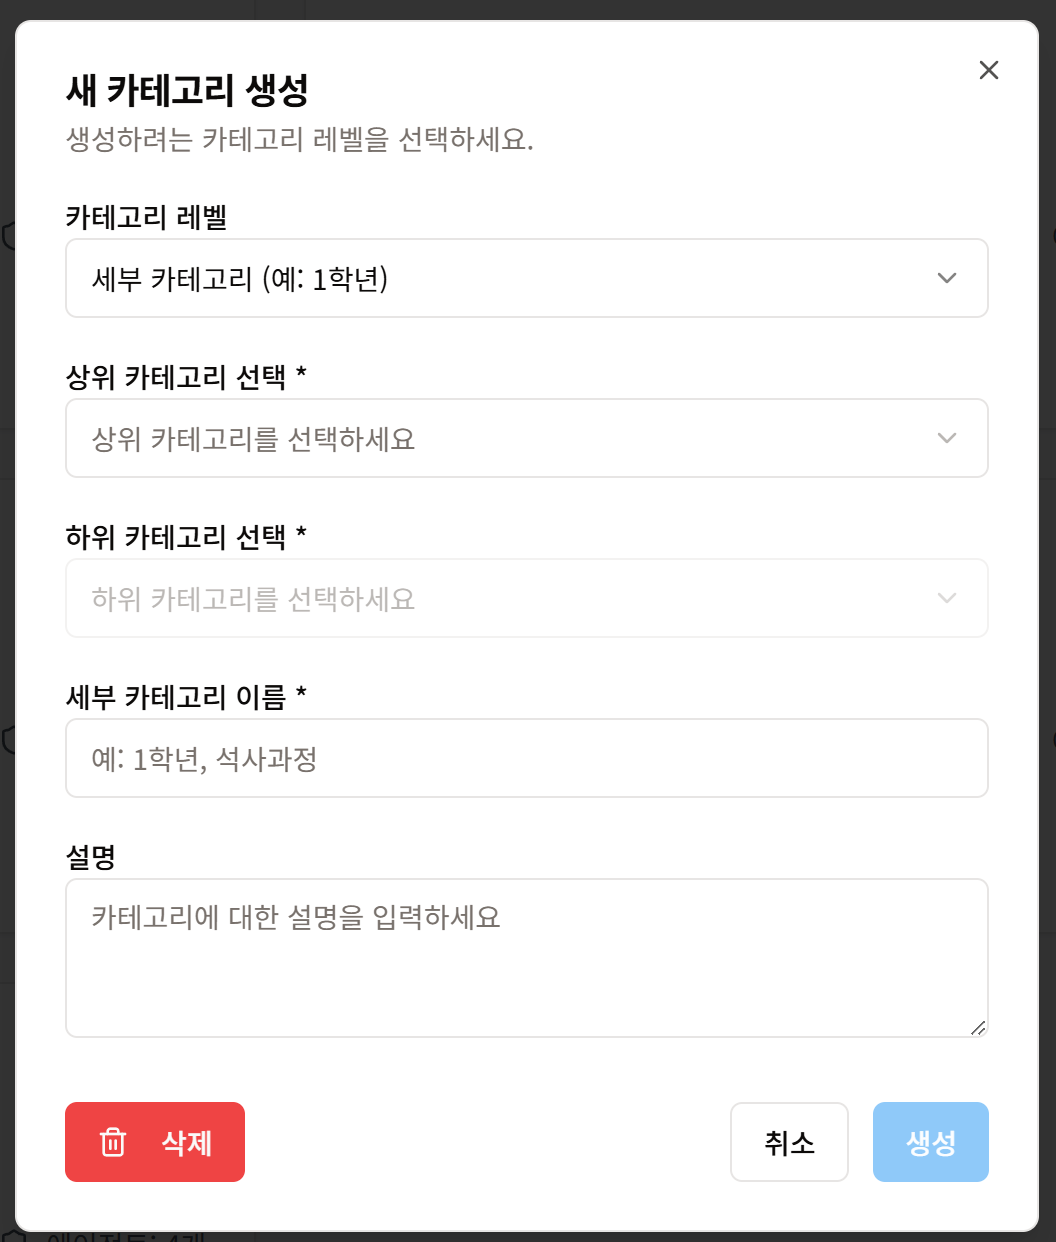 새 카테고리 생성
생성하려는 카테고리 레벨을 선택하세요.
카테고리 레벨
세부 카테고리 (예: 1학년)
상위 카테고리 선택 *
상위 카테고리를 선택하세요
하위 카테고리 선택 *
하위 카테고리를 선택하세요
세부 카테고리 이름 *
예: 1학년, 석사과정
설명
카테고리에 대한 설명을 입력하세요
삭제
취소
생성
에이전트: 4개